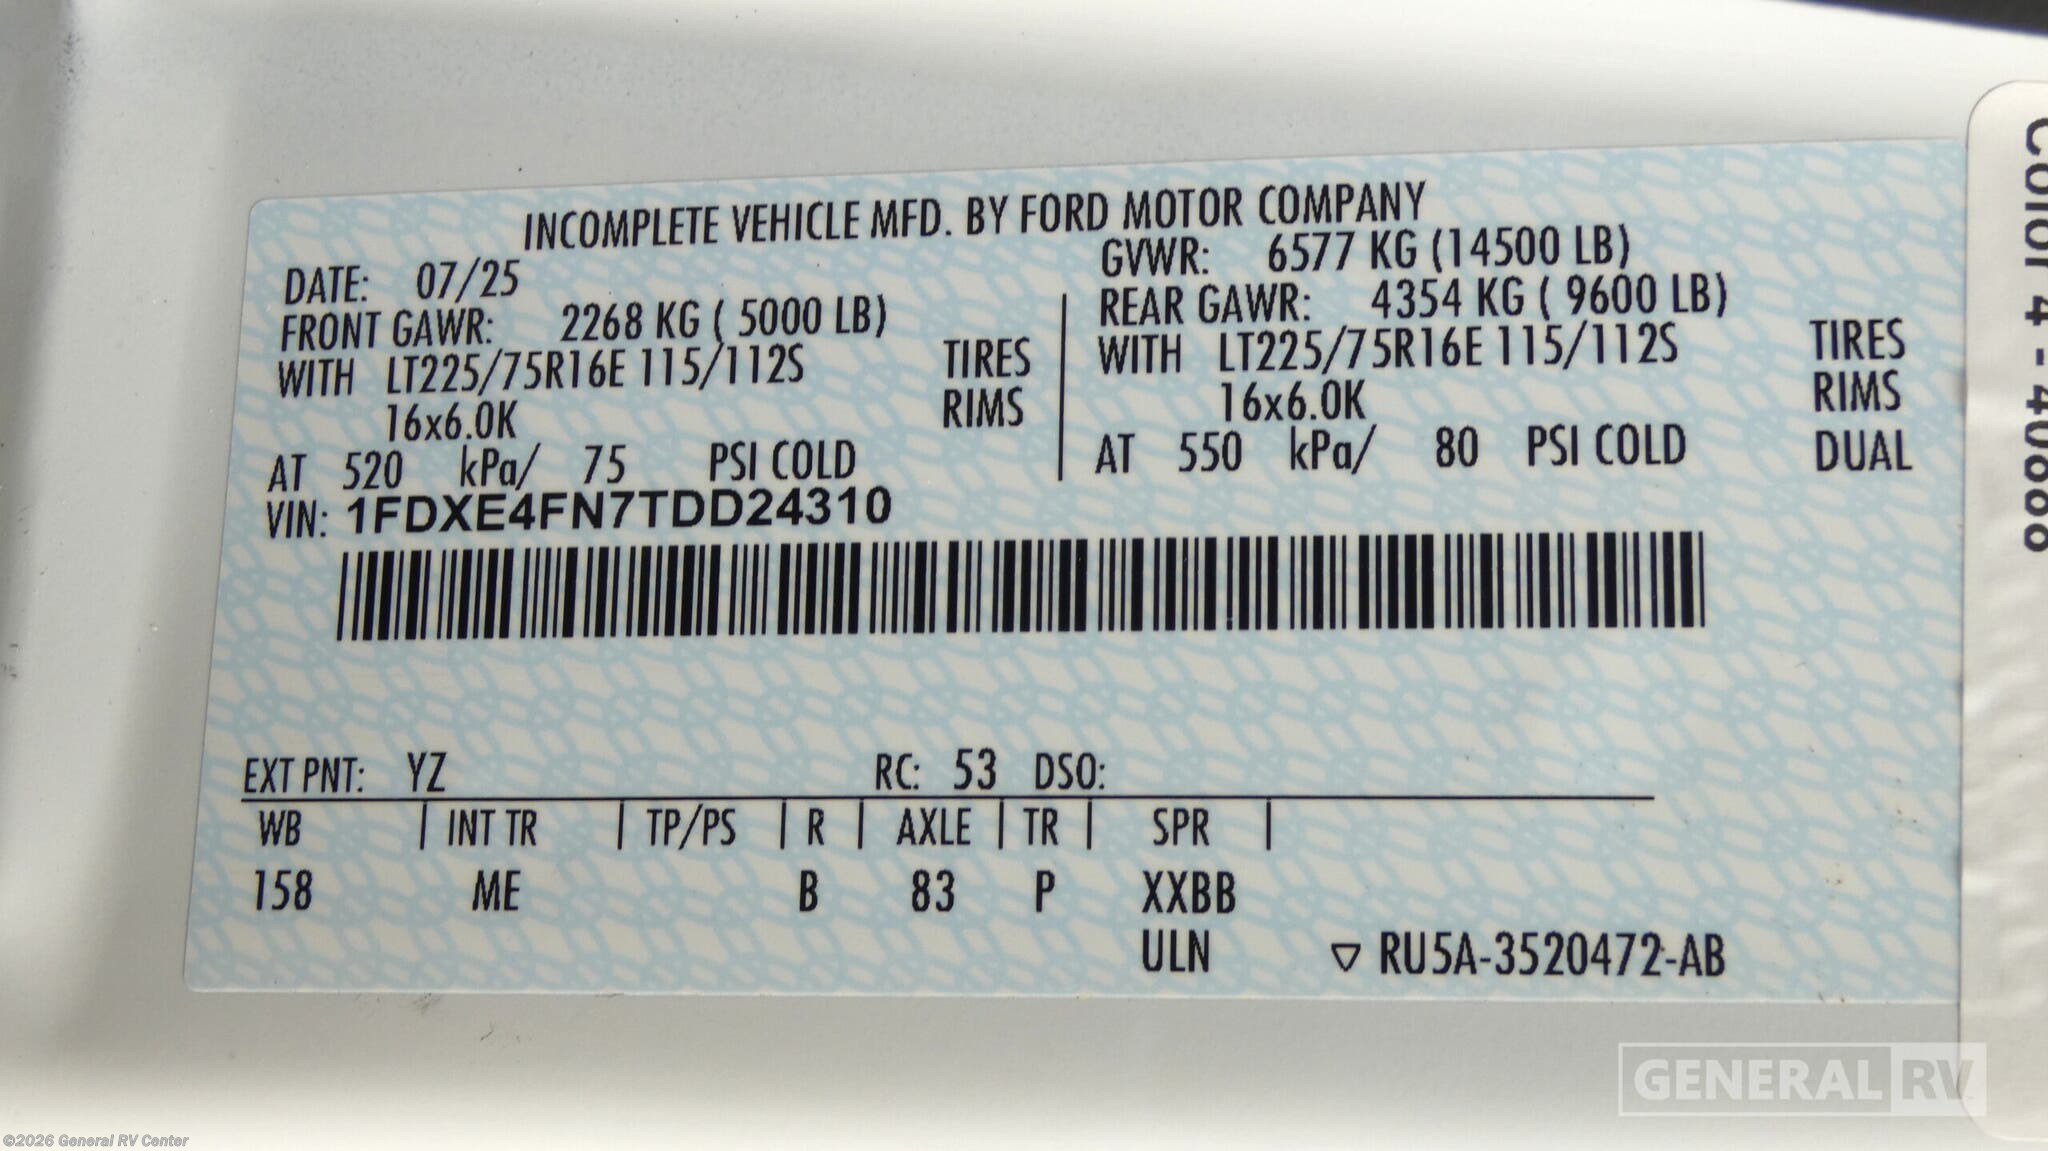 INCOMPLETE VEHICLE MFD. BY FORD MOTOR COMPANY
DATE: 07/25
GVWR: 6577 KG (14500 LB)
FRONT GAWR: 2268 KG ( 5000 LB)
REAR GAWR: 4354 KG ( 9600 LB)
WITH LT225/75R16E 115/112S TIRES
16x6.0K RIMS
AT 520 kPa/ 75 PSI COLD
WITH LT225/75R16E 115/112S TIRES
16x6.0K RIMS
AT 550 kPa/ 80 PSI COLD DUAL
VIN: 1FDXE4FN7TDD24310
EXT PNT: YZ RC: 53 DSO:
WB | INT TR | TP/PS | R | AXLE | TR | SPR |
158 ME B 83 P XXBB
ULN ▽ RU5A-3520472-AB
Color 4 - 40888
GENERAL RV
©2026 General RV Center